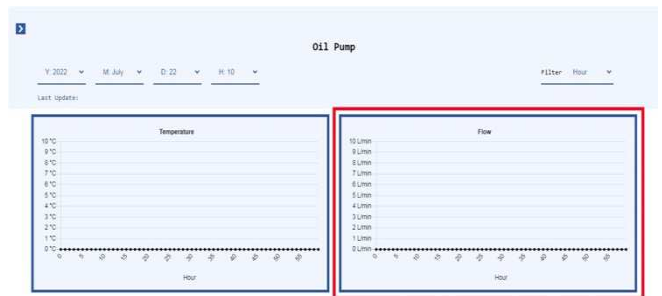 Oil Pump
Y: 2022 M: July D: 22 H: 10 Filter Hour
Last Update:
Temperature
10 °C
9 °C
8 °C
7 °C
6 °C
5 °C
4 °C
3 °C
2 °C
1 °C
0 °C
0 5 10 15 20 25 30 35 40 45 50 55
Hour
Flow
10 L/min
9 L/min
8 L/min
7 L/min
6 L/min
5 L/min
4 L/min
3 L/min
2 L/min
1 L/min
0 L/min
0 5 10 15 20 25 30 35 40 45 50 55
Hour